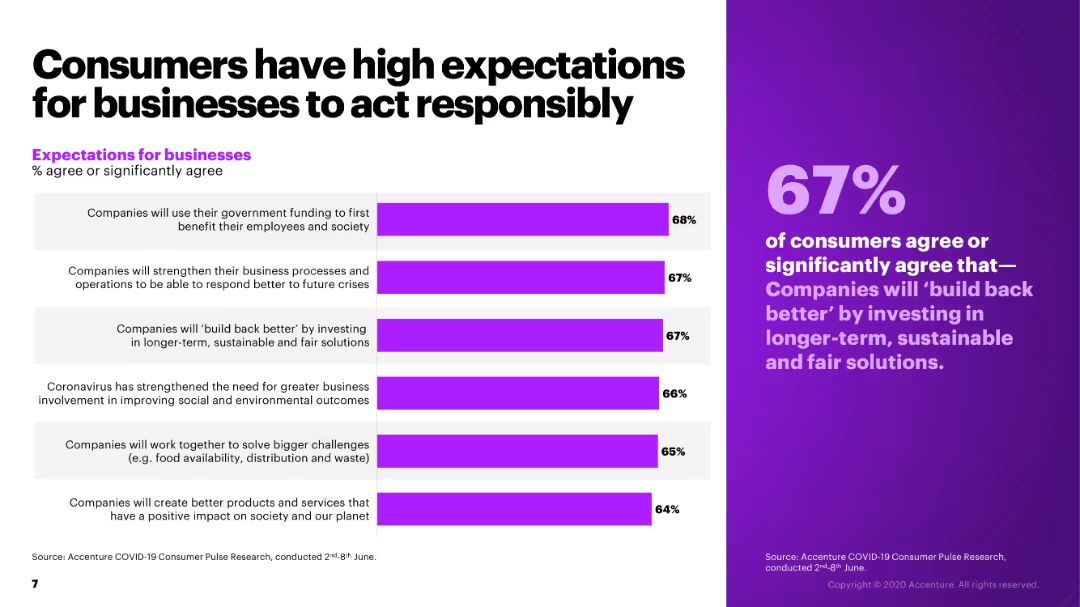 Consumers have high expectations
for businesses to act responsibly
Expectations for businesses
% agree or significantly agree
Companies will use their government funding to first
benefit their employees and society
68%
Companies will strengthen their business processes and
operations to be able to respond better to future crises
67%
Companies will ‘build back better’ by investing
in longer-term, sustainable and fair solutions
67%
Coronavirus has strengthened the need for greater business
involvement in improving social and environmental outcomes
66%
Companies will work together to solve bigger challenges
(e.g. food availability, distribution and waste)
65%
Companies will create better products and services that
have a positive impact on society and our planet
64%
Source: Accenture COVID-19 Consumer Pulse Research, conducted 2nd-8th June.
7
67%
of consumers agree or
significantly agree that—
Companies will ‘build back
better’ by investing in
longer-term, sustainable
and fair solutions.
Source: Accenture COVID-19 Consumer Pulse Research,
conducted 2nd-8th June.
Copyright © 2020 Accenture. All rights reserved.